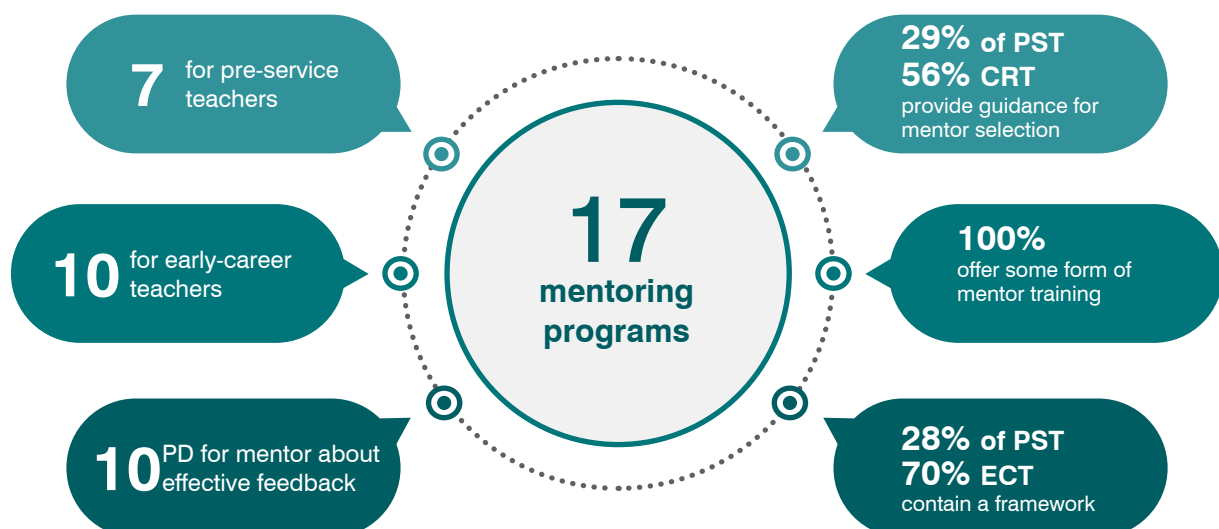 7 for pre-service
teachers
10 for early-career
teachers
10 PD for mentor about
effective feedback
17
mentoring
programs
29% of PST
56% CRT
provide guidance for
mentor selection
100%
offer some form of
mentor training
28% of PST
70% ECT
contain a framework